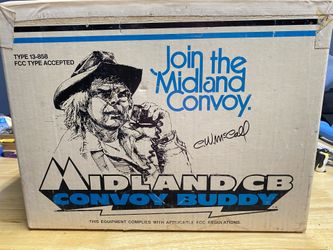 TYPE 13-858
FCC TYPE ACCEPTED
Join the
Midland
Convoy.
CW McCall
MIDLAND CB
CONVOY BUDDY
THIS EQUIPMENT COMPLIES WITH APPLICABLE FCC REGULATIONS.